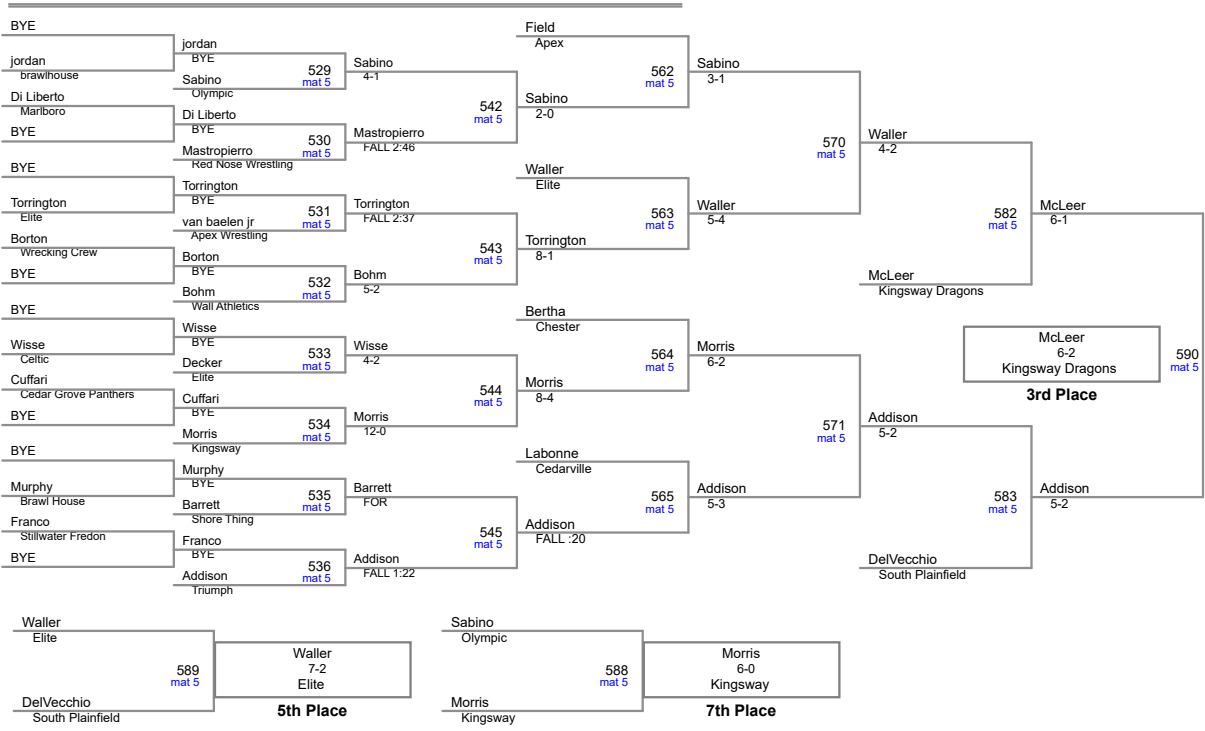 BYE
jordan
brawlhouse
Di Liberto
Marlboro
BYE
BYE
Torrington
Elite
Borton
Wrecking Crew
BYE
BYE
Wisse
Celtic
Cuffari
Cedar Grove Panthers
BYE
BYE
Murphy
Brawl House
Franco
Stillwater Fredon
BYE
jordan
BYE
529
mat 5
Sabino
Olympic
Di Liberto
BYE
530
mat 5
Mastropierro
Red Nose Wrestling
Torrington
BYE
531
mat 5
van baelen jr
Apex Wrestling
Borton
BYE
532
mat 5
Bohm
Wall Athletics
Wisse
BYE
533
mat 5
Decker
Elite
Cuffari
BYE
534
mat 5
Morris
Kingsway
Murphy
BYE
535
mat 5
Barrett
Shore Thing
Franco
BYE
536
mat 5
Addison
Triumph
Sabino
4-1
542
mat 5
Mastropierro
FALL 2:46
Torrington
FALL 2:37
543
mat 5
Bohm
5-2
Wisse
4-2
544
mat 5
Morris
12-0
Barrett
FOR
545
mat 5
Addison
FALL 1:22
Field
Apex
562
mat 5
Sabino
2-0
Waller
Elite
563
mat 5
Torrington
8-1
Bertha
Chester
564
mat 5
Morris
8-4
Labonne
Cedarville
565
mat 5
Addison
FALL :20
Sabino
3-1
570
mat 5
Waller
5-4
Morris
6-2
571
mat 5
Addison
5-3
Waller
4-2
582
mat 5
McLeer
Kingsway Dragons
Addison
5-2
583
mat 5
DelVecchio
South Plainfield
McLeer
6-1
McLeer
6-2
Kingsway Dragons
590
mat 5
3rd Place
Addison
5-2
Waller
Elite
589
mat 5
DelVecchio
South Plainfield
Waller
7-2
Elite
5th Place
Sabino
Olympic
588
mat 5
Morris
Kingsway
Morris
6-0
Kingsway
7th Place